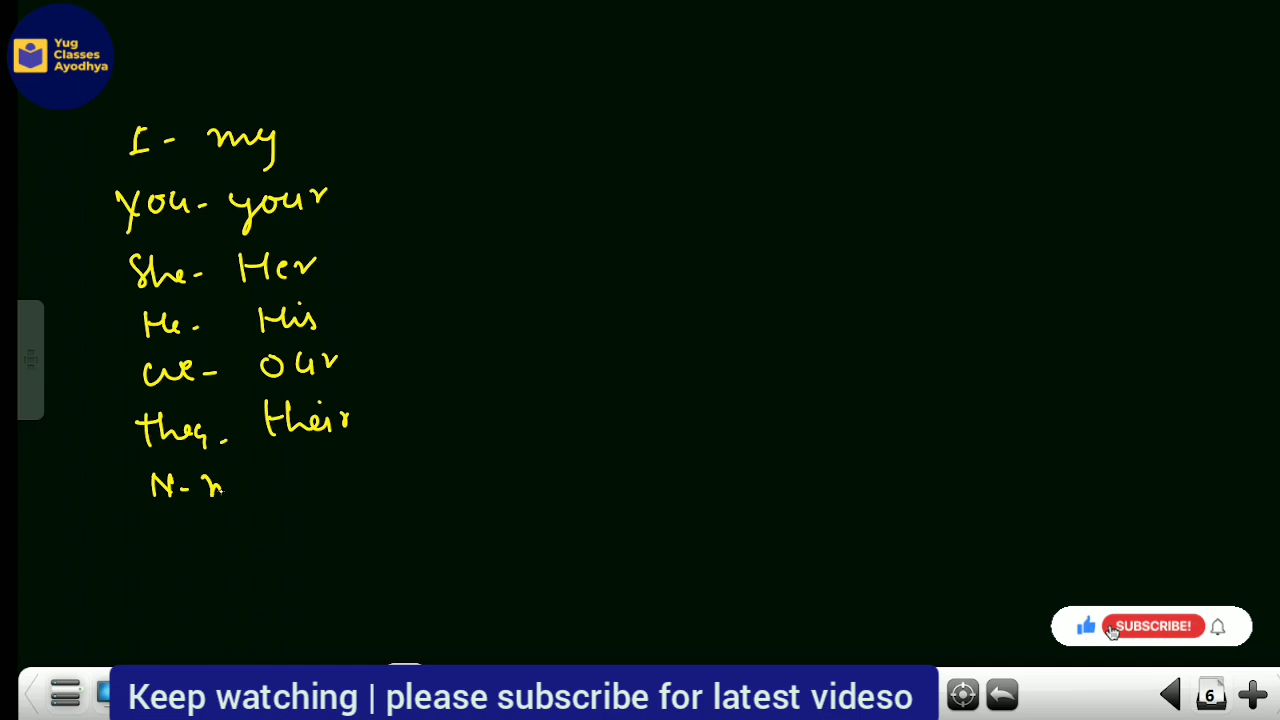 Yug
Classes
Ayodhya
I - my
You - your
She - Her
He - His
we - our
they - their
N -
SUBSCRIBE!
6
Keep watching | please subscribe for latest videso